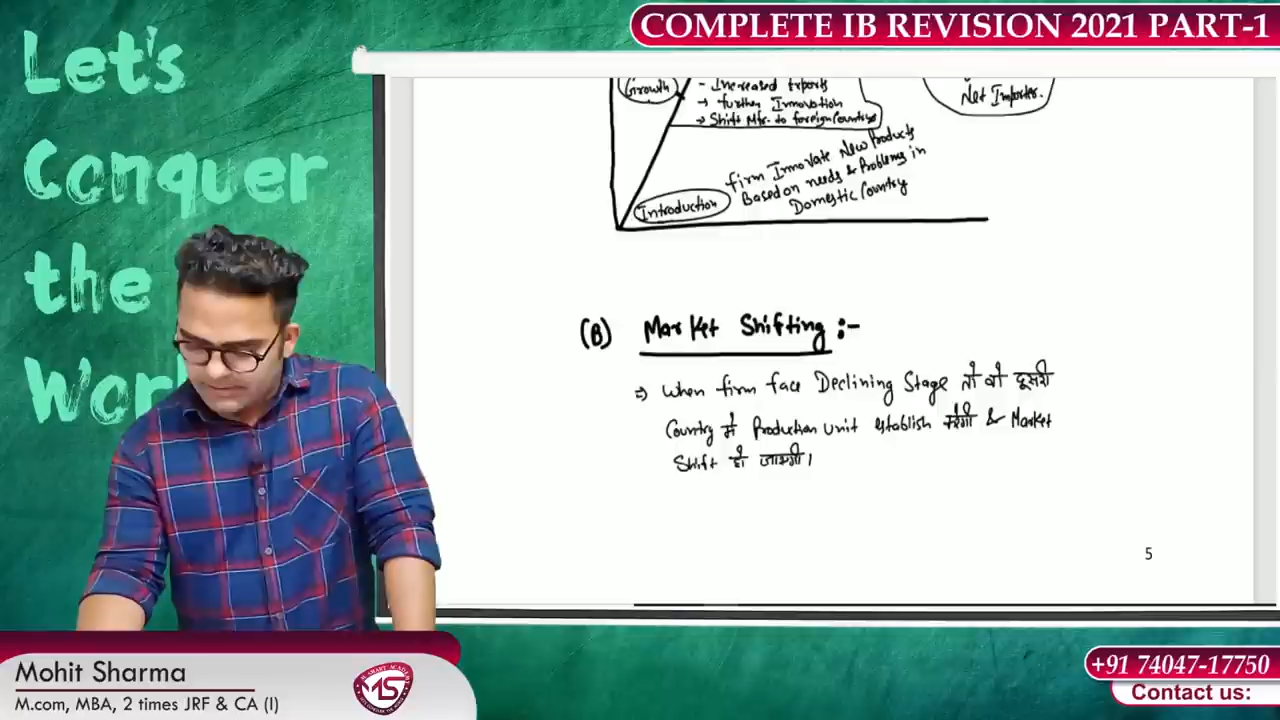 COMPLETE IB REVISION 2021 PART-1
Let's
Conquer
the
Worl
Growth
- Increased Exports
→ further Innovation
→ Shift Mfr. to foreign Countries
Net Importer.
Introduction
firm Innovate New Products
Based on needs & Problems in
Domestic Country
(B) Market Shifting :-
⇒ When firm face Declining Stage तो वो दूसरी
Country में Production unit establish करेगी & Market
Shift हो जाएगी।
5
Mohit Sharma
M.com, MBA, 2 times JRF & CA (I)
MS
+91 74047-17750
Contact us: